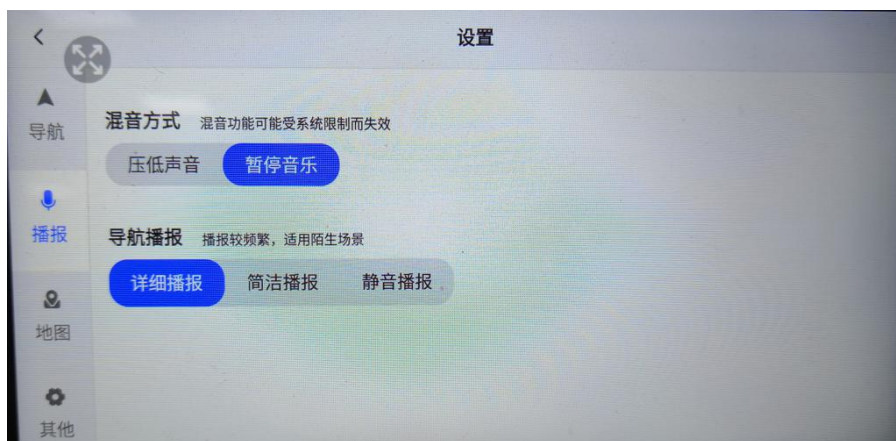 设置
导航
混音方式 混音功能可能受系统限制而失效
压低声音 暂停音乐
播报
导航播报 播报较频繁，适用陌生场景
详细播报 简洁播报 静音播报
地图
其他